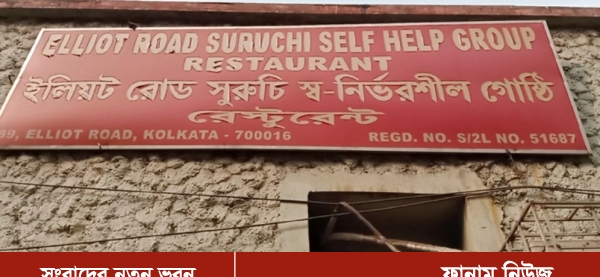 ELLIOT ROAD SURUCHI SELF HELP GROUP
RESTAURANT
ইলিয়ট রোড সুরুচি স্ব-নির্ভরশীল গোষ্ঠি
রেস্টুরেন্ট
89, ELLIOT ROAD, KOLKATA - 700016 REGD. NO. S/2L NO. 51687
সংবাদের নতুন ভুবন ফানাম নিউজ